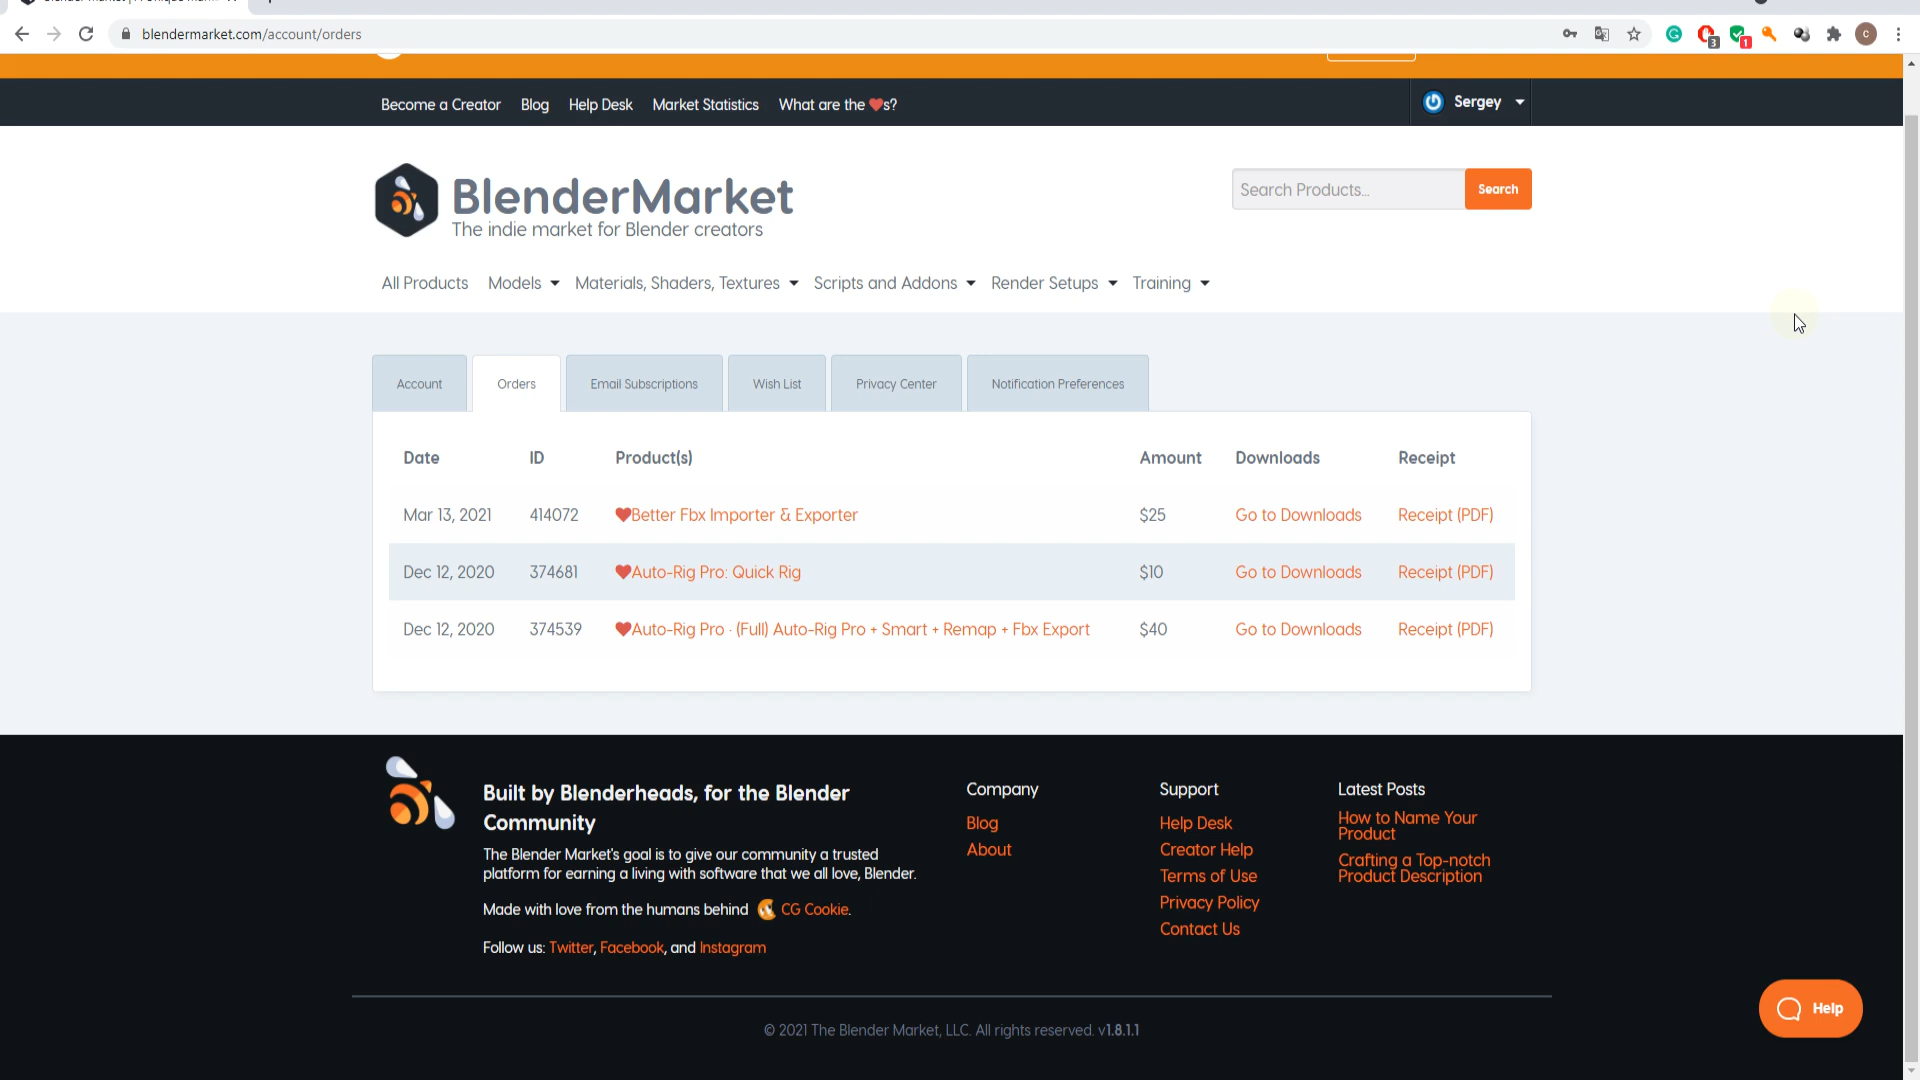 blendermarket.com/account/orders
3
1
C
Become a Creator Blog Help Desk Market Statistics What are the ❤s?
Sergey
BlenderMarket
The indie market for Blender creators
Search Products... Search
All Products Models Materials, Shaders, Textures Scripts and Addons Render Setups Training
Account Orders Email Subscriptions Wish List Privacy Center Notification Preferences
Date ID Product(s) Amount Downloads Receipt
Mar 13, 2021 414072 ❤Better Fbx Importer & Exporter $25 Go to Downloads Receipt (PDF)
Dec 12, 2020 374681 ❤Auto-Rig Pro: Quick Rig $10 Go to Downloads Receipt (PDF)
Dec 12, 2020 374539 ❤Auto-Rig Pro · (Full) Auto-Rig Pro + Smart + Remap + Fbx Export $40 Go to Downloads Receipt (PDF)
Built by Blenderheads, for the Blender
Community
The Blender Market's goal is to give our community a trusted
platform for earning a living with software that we all love, Blender.
Made with love from the humans behind CG Cookie.
Follow us: Twitter, Facebook, and Instagram
Company
Blog
About
Support
Help Desk
Creator Help
Terms of Use
Privacy Policy
Contact Us
Latest Posts
How to Name Your
Product
Crafting a Top-notch
Product Description
Help
© 2021 The Blender Market, LLC. All rights reserved. v1.8.1.1